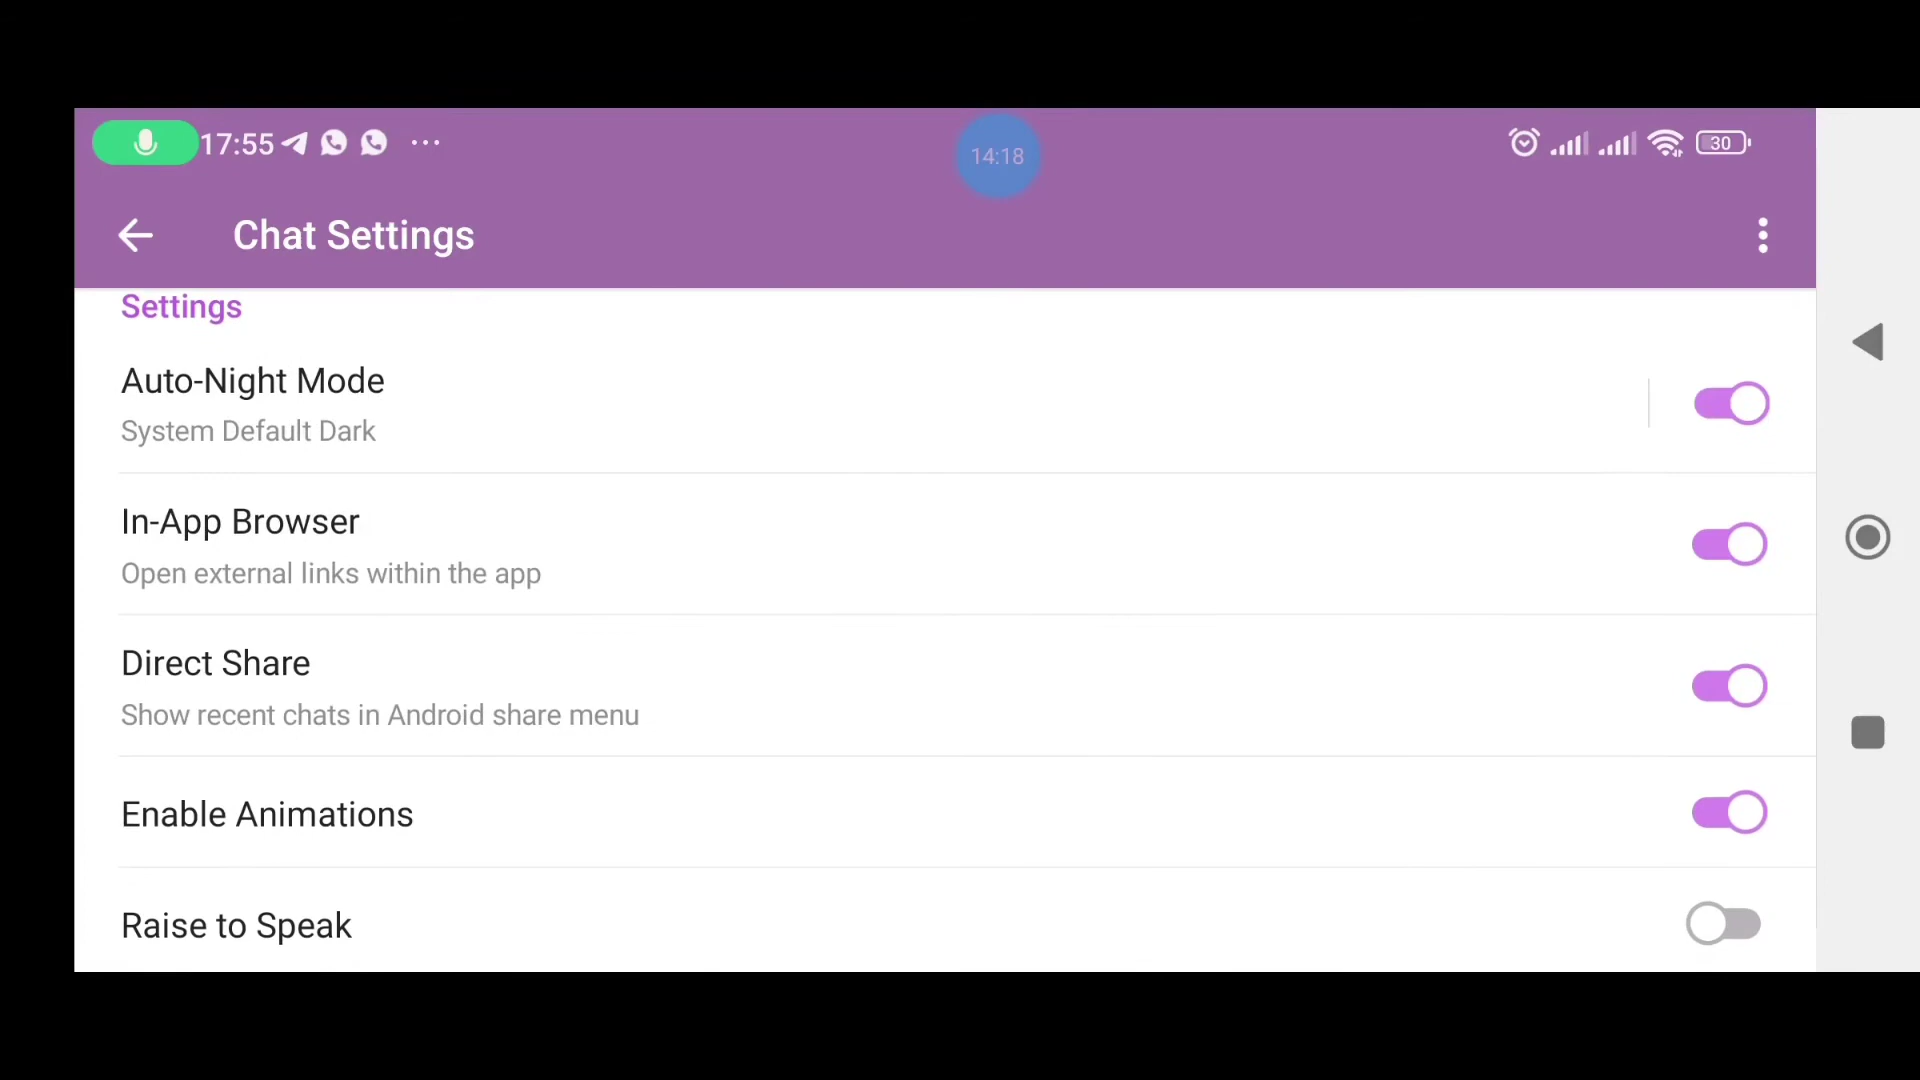 17:55 ...
14:18
30
Chat Settings
Settings
Auto-Night Mode
System Default Dark
In-App Browser
Open external links within the app
Direct Share
Show recent chats in Android share menu
Enable Animations
Raise to Speak